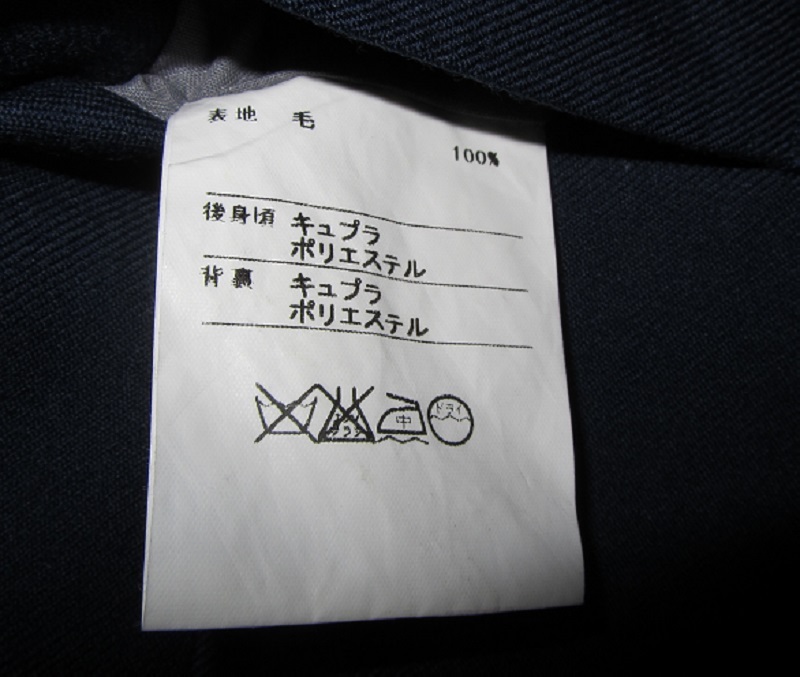 表地 毛
100%
後身頃 キュプラ
ポリエステル
背裏 キュプラ
ポリエステル
中
ドライ